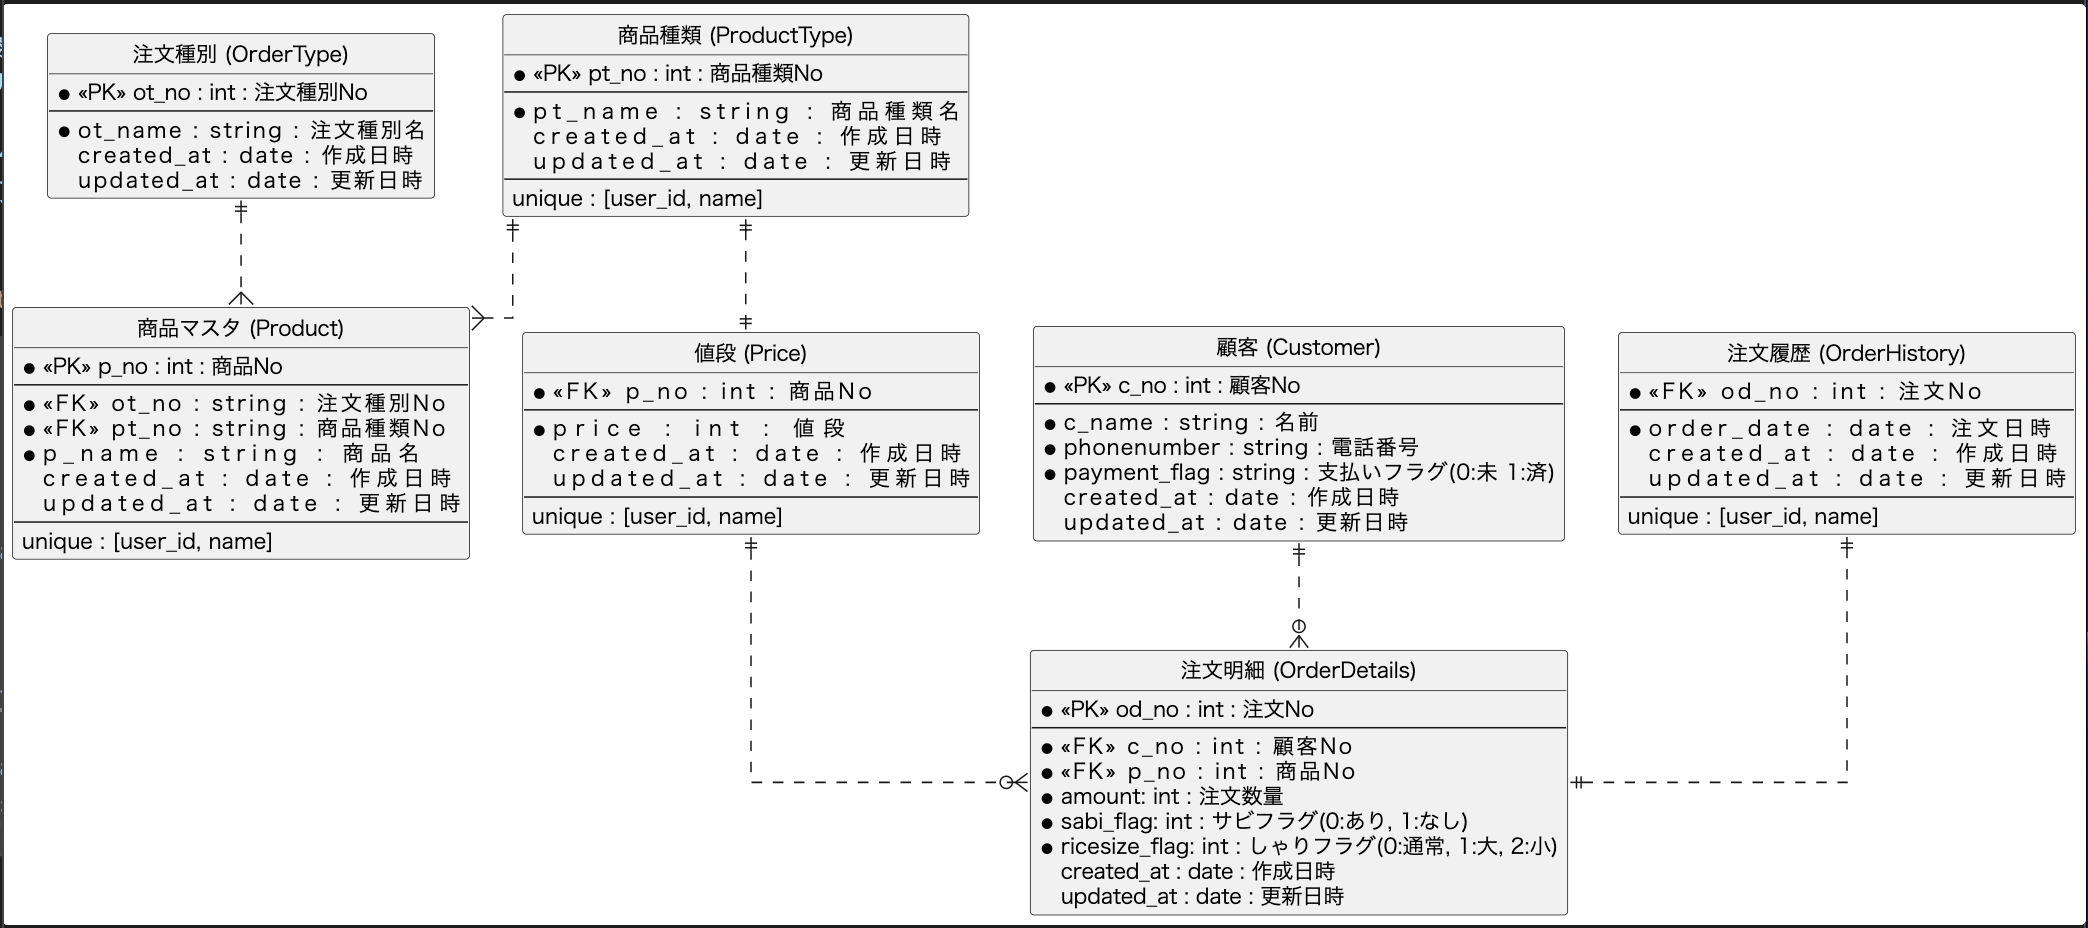 注文種別 (OrderType)
«PK» ot_no : int : 注文種別No
ot_name : string : 注文種別名
created_at : date : 作成日時
updated_at : date : 更新日時
商品種類 (ProductType)
«PK» pt_no : int : 商品種類No
pt_name : string : 商品種類名
created_at : date : 作成日時
updated_at : date : 更新日時
unique : [user_id, name]
商品マスタ (Product)
«PK» p_no : int : 商品No
«FK» ot_no : string : 注文種別No
«FK» pt_no : string : 商品種類No
p_name : string : 商品名
created_at : date : 作成日時
updated_at : date : 更新日時
unique : [user_id, name]
値段 (Price)
«FK» p_no : int : 商品No
price : int : 値段
created_at : date : 作成日時
updated_at : date : 更新日時
unique : [user_id, name]
顧客 (Customer)
«PK» c_no : int : 顧客No
c_name : string : 名前
phonenumber : string : 電話番号
payment_flag : string : 支払いフラグ(0:未 1:済)
created_at : date : 作成日時
updated_at : date : 更新日時
注文履歴 (OrderHistory)
«FK» od_no : int : 注文No
order_date : date : 注文日時
created_at : date : 作成日時
updated_at : date : 更新日時
unique : [user_id, name]
注文明細 (OrderDetails)
«PK» od_no : int : 注文No
«FK» c_no : int : 顧客No
«FK» p_no : int : 商品No
amount: int : 注文数量
sabi_flag: int : サビフラグ(0:あり, 1:なし)
ricesize_flag: int : しゃりフラグ(0:通常, 1:大, 2:小)
created_at : date : 作成日時
updated_at : date : 更新日時